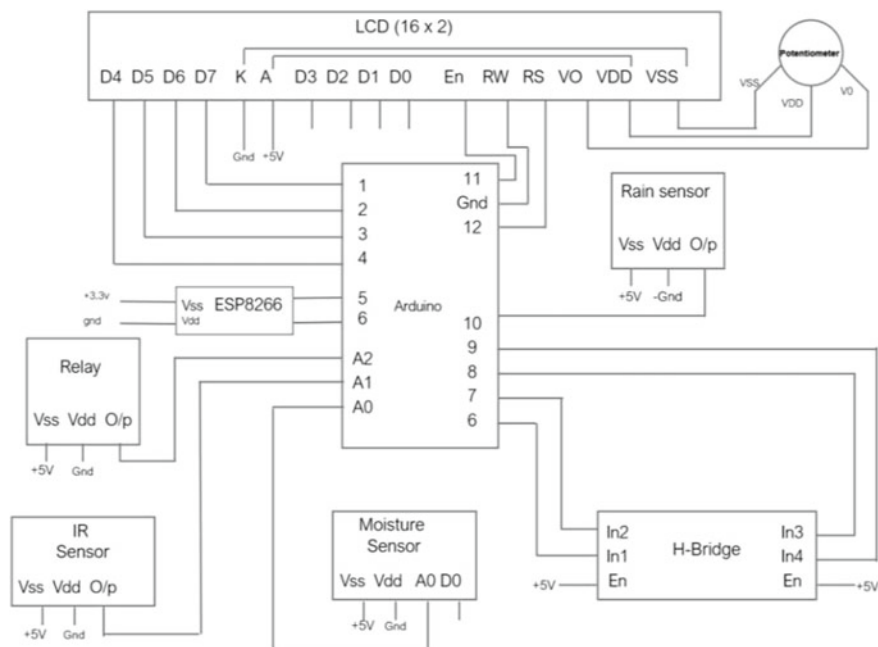 LCD (16 x 2)
D4 D5 D6 D7 K A D3 D2 D1 D0 En RW RS VO VDD VSS
Potentiometer
VSS
VDD
V0
Gnd +5V
1
2
3
4
5
6
A2
A1
A0
Arduino
11
Gnd
12
10
9
8
7
6
Rain sensor
Vss Vdd O/p
+5V -Gnd
+3.3v
gnd
Vss ESP8266
Vdd
Relay
Vss Vdd O/p
+5V Gnd
IR
Sensor
Vss Vdd O/p
+5V Gnd
Moisture
Sensor
Vss Vdd A0 D0
+5V Gnd
In2
In1
En
H-Bridge
In3
In4
En
+5V
+5V